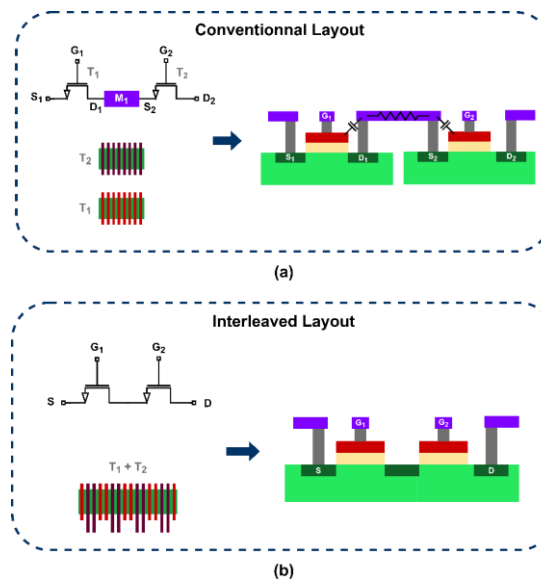 Conventionnal Layout
G1 G2
T1 T2
S1 D1 M1 S2 D2
T2
T1
G1 G2
S1 D1 S2 D2
(a)
Interleaved Layout
G1 G2
S D
T1 + T2
G1 G2
S D
(b)